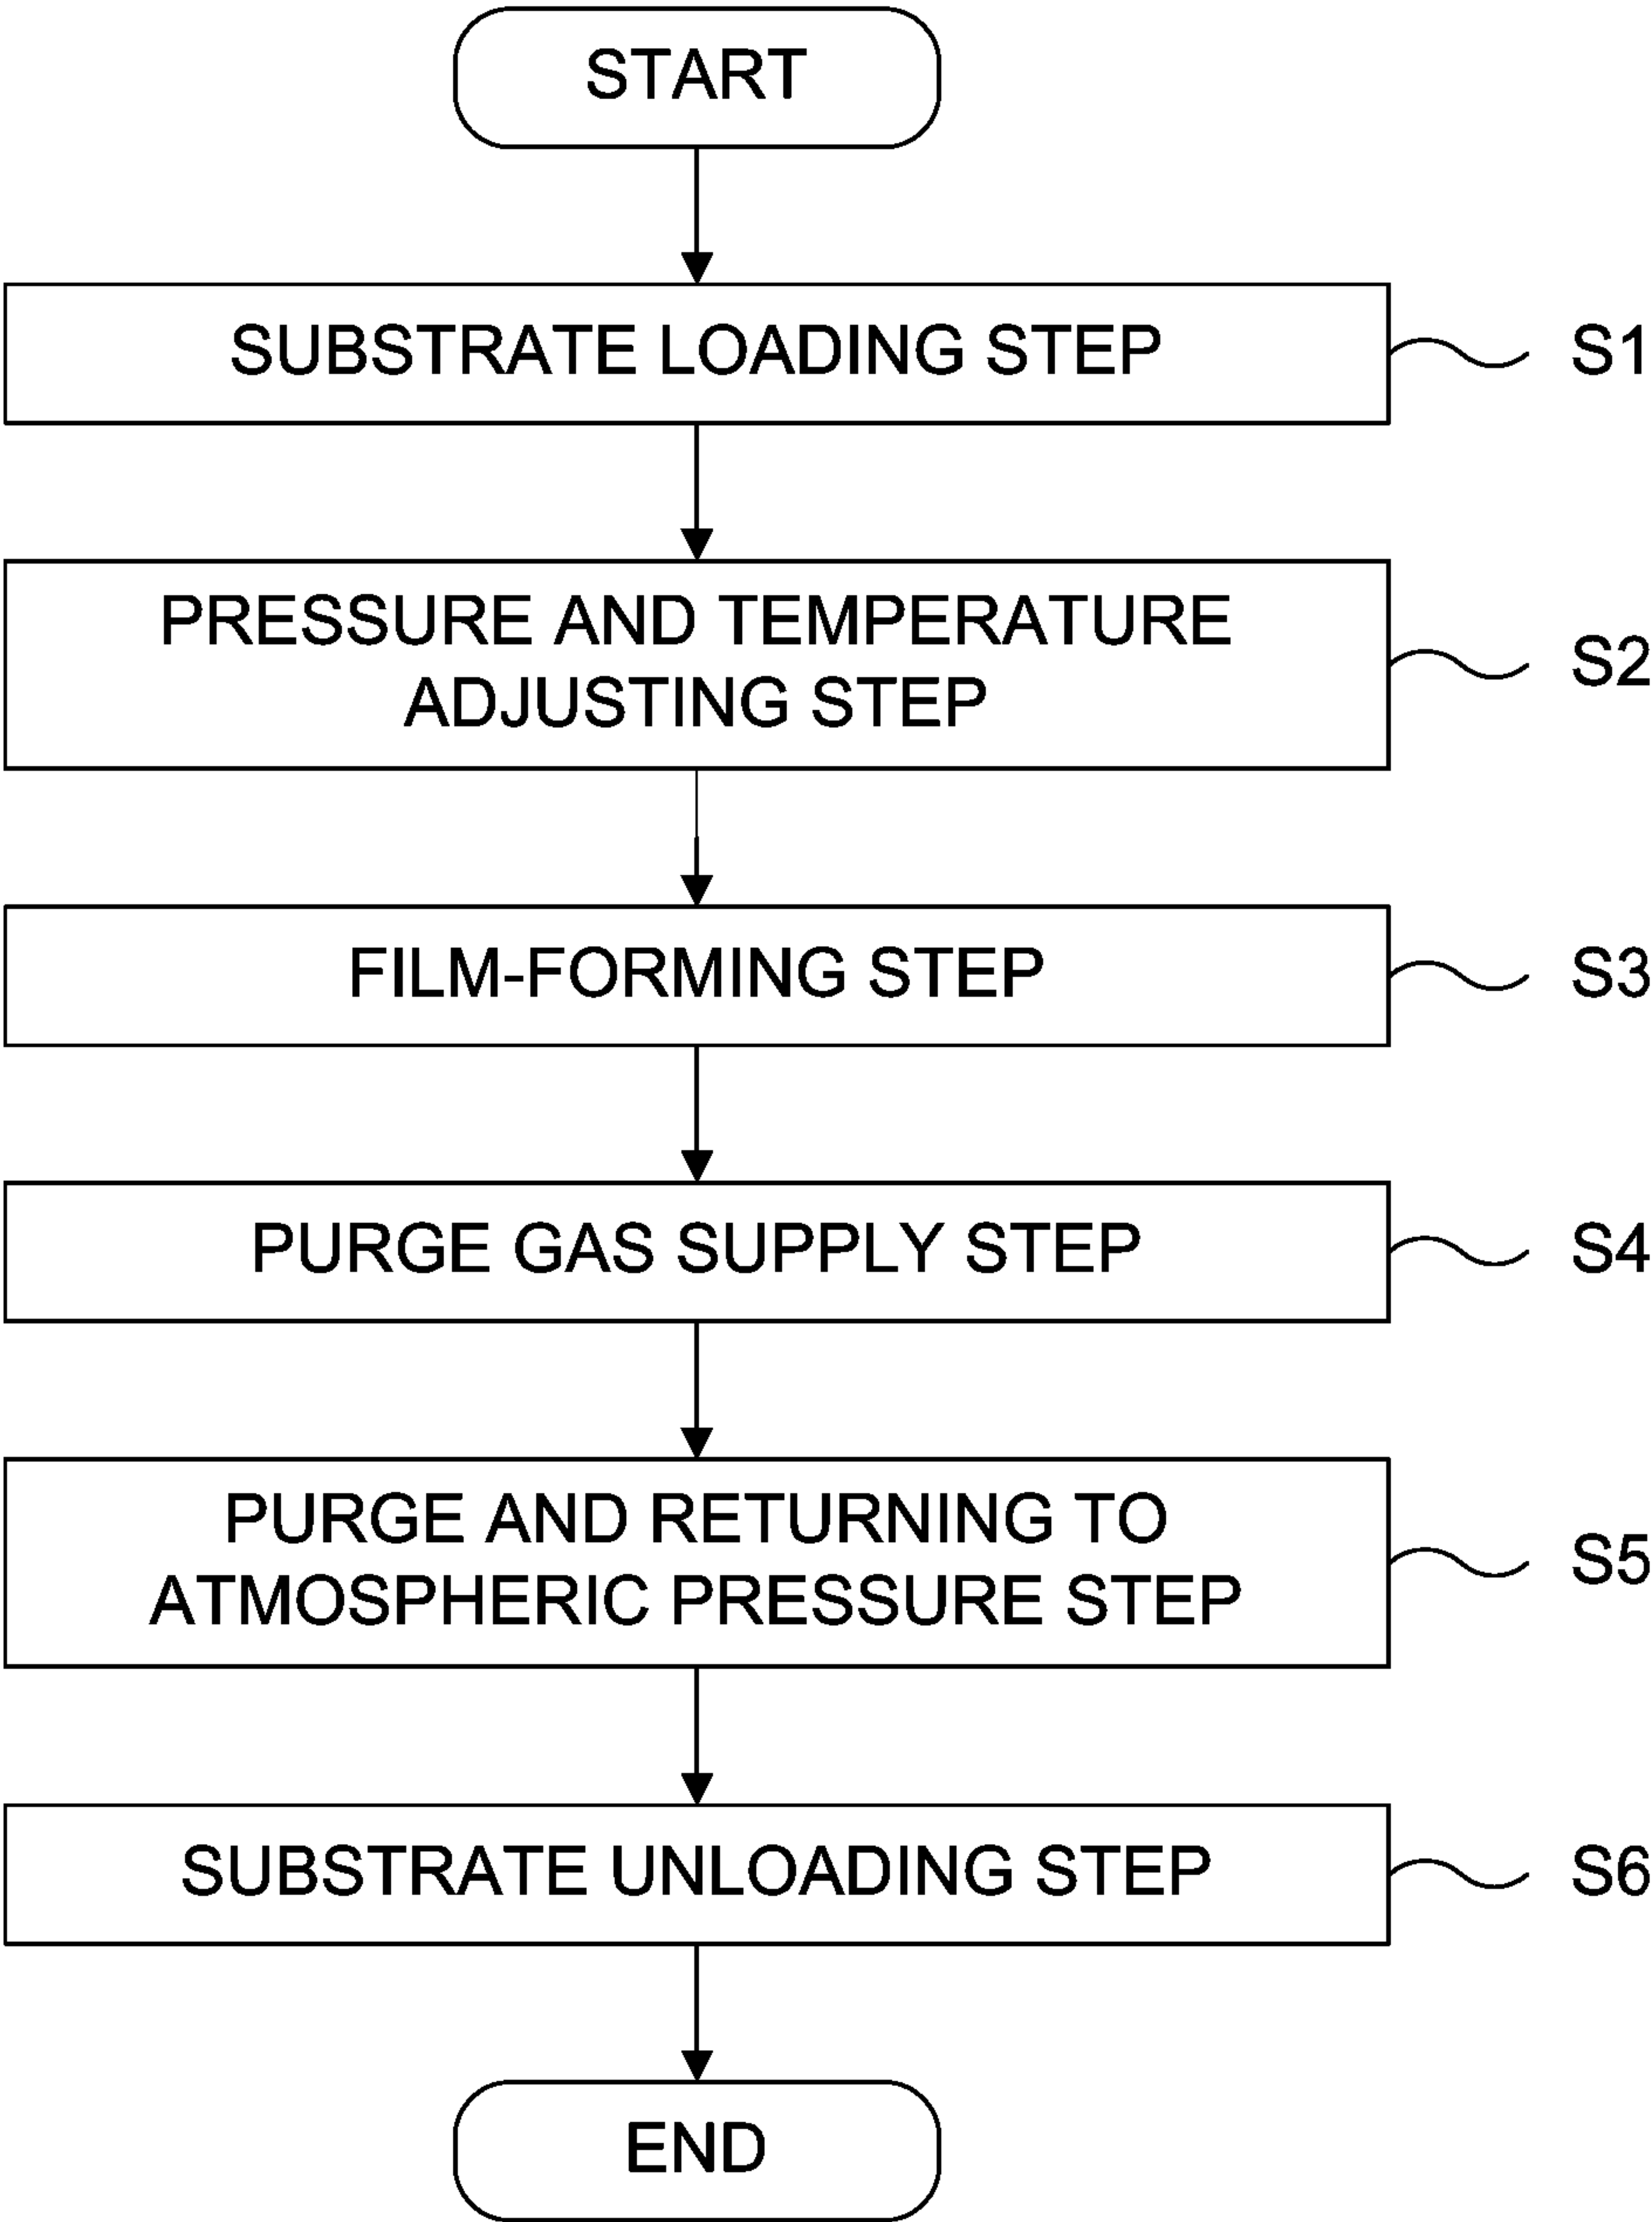 START
SUBSTRATE LOADING STEP
S1
PRESSURE AND TEMPERATURE
ADJUSTING STEP
S2
FILM-FORMING STEP
S3
PURGE GAS SUPPLY STEP
S4
PURGE AND RETURNING TO
ATMOSPHERIC PRESSURE STEP
S5
SUBSTRATE UNLOADING STEP
S6
END